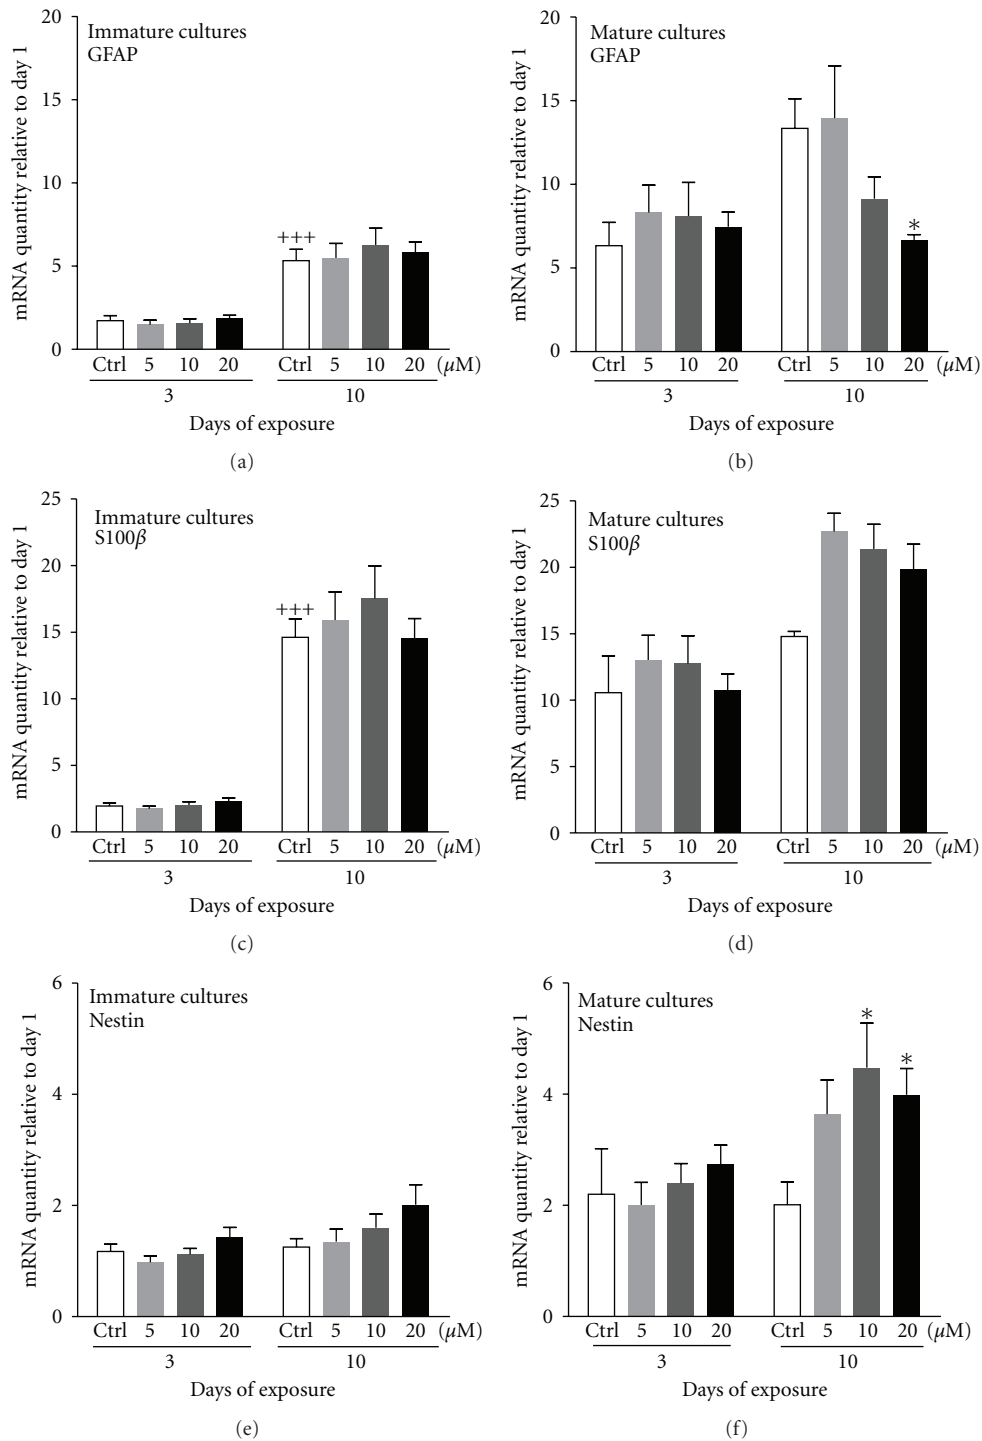 20
15
10
5
0
mRNA quantity relative to day 1
Immature cultures
GFAP
+++
Ctrl 5 10 20 (μM)
3 10
Days of exposure
(a)
20
15
10
5
0
mRNA quantity relative to day 1
Mature cultures
GFAP
*
Ctrl 5 10 20 Ctrl 5 10 20 (μM)
3 10
Days of exposure
(b)
25
20
15
10
5
0
mRNA quantity relative to day 1
Immature cultures
S100β
+++
Ctrl 5 10 20 Ctrl 5 10 20 (μM)
3 10
Days of exposure
(c)
25
20
15
10
5
0
mRNA quantity relative to day 1
Mature cultures
S100β
Ctrl 5 10 20 Ctrl 5 10 20 (μM)
3 10
Days of exposure
(d)
6
4
2
0
mRNA quantity relative to day 1
Immature cultures
Nestin
Ctrl 5 10 20 Ctrl 5 10 20 (μM)
3 10
Days of exposure
(e)
6
4
2
0
mRNA quantity relative to day 1
Mature cultures
Nestin
*
*
Ctrl 5 10 20 Ctrl 5 10 20 (μM)
3 10
Days of exposure
(f)